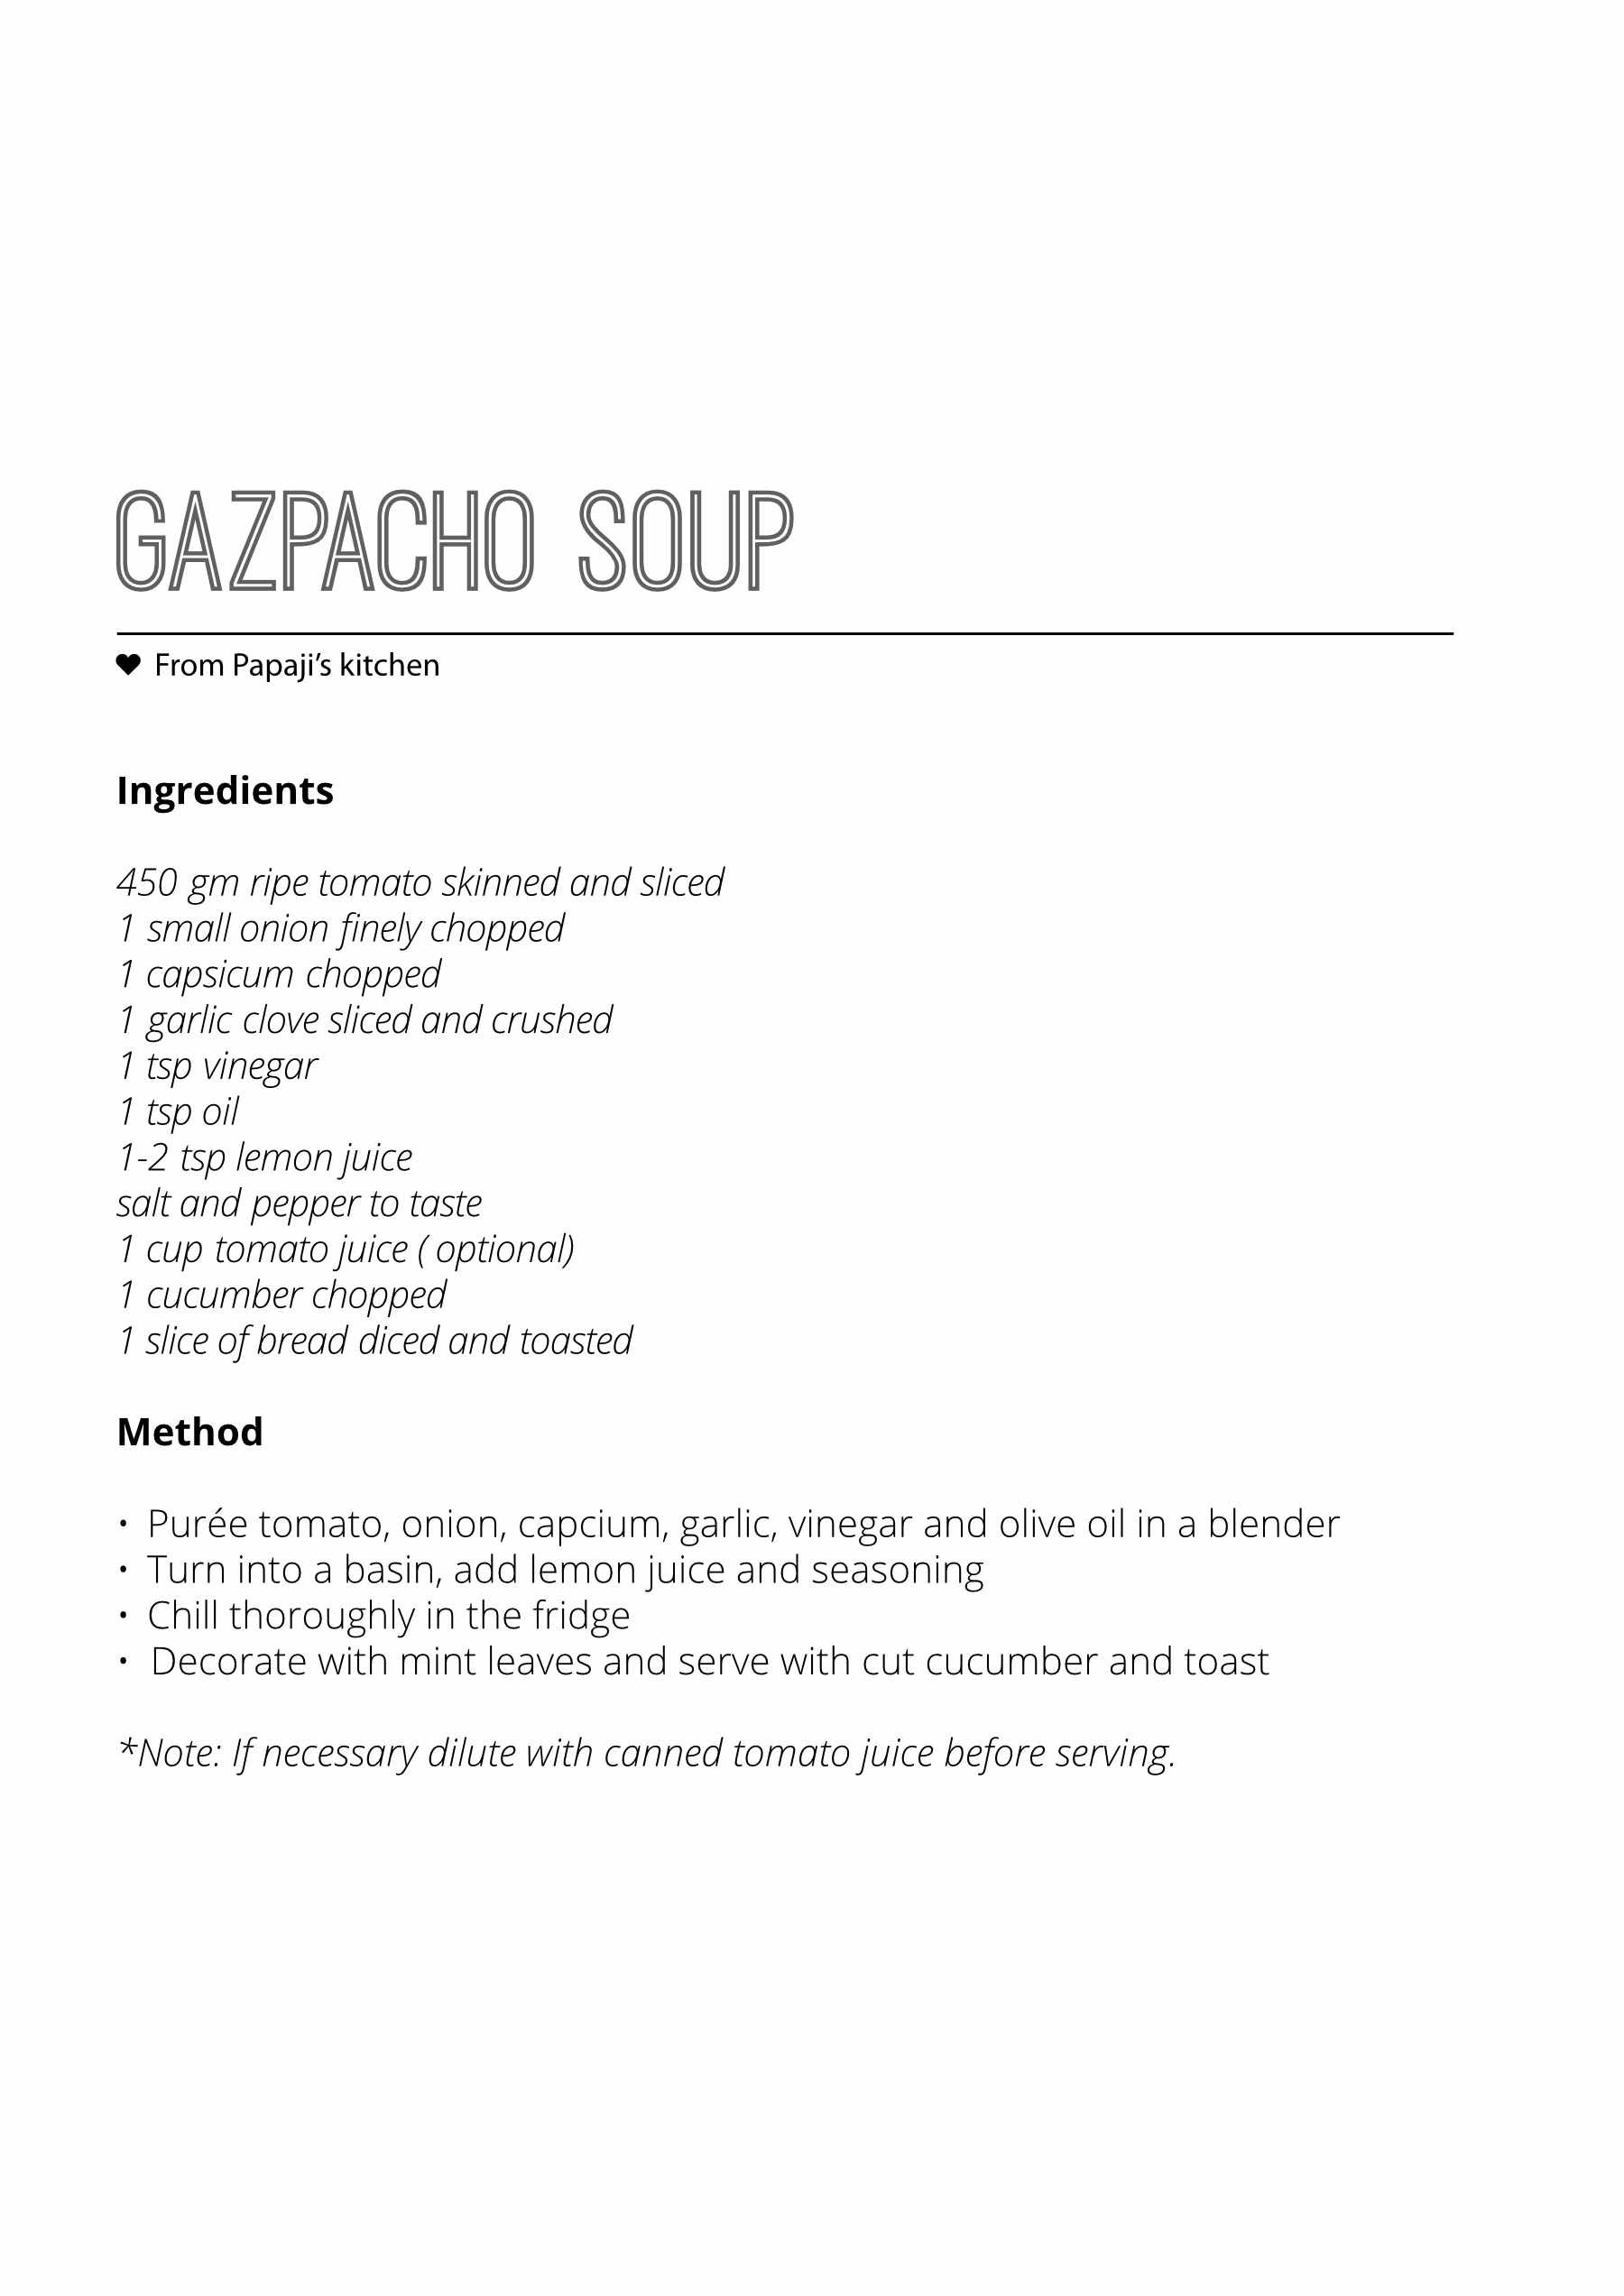 GAZPACHO SOUP
♥ From Papaji’s kitchen
Ingredients
450 gm ripe tomato skinned and sliced
1 small onion finely chopped
1 capsicum chopped
1 garlic clove sliced and crushed
1 tsp vinegar
1 tsp oil
1-2 tsp lemon juice
salt and pepper to taste
1 cup tomato juice ( optional)
1 cucumber chopped
1 slice of bread diced and toasted
Method
• Purée tomato, onion, capcium, garlic, vinegar and olive oil in a blender
• Turn into a basin, add lemon juice and seasoning
• Chill thoroughly in the fridge
• Decorate with mint leaves and serve with cut cucumber and toast
*Note: If necessary dilute with canned tomato juice before serving.